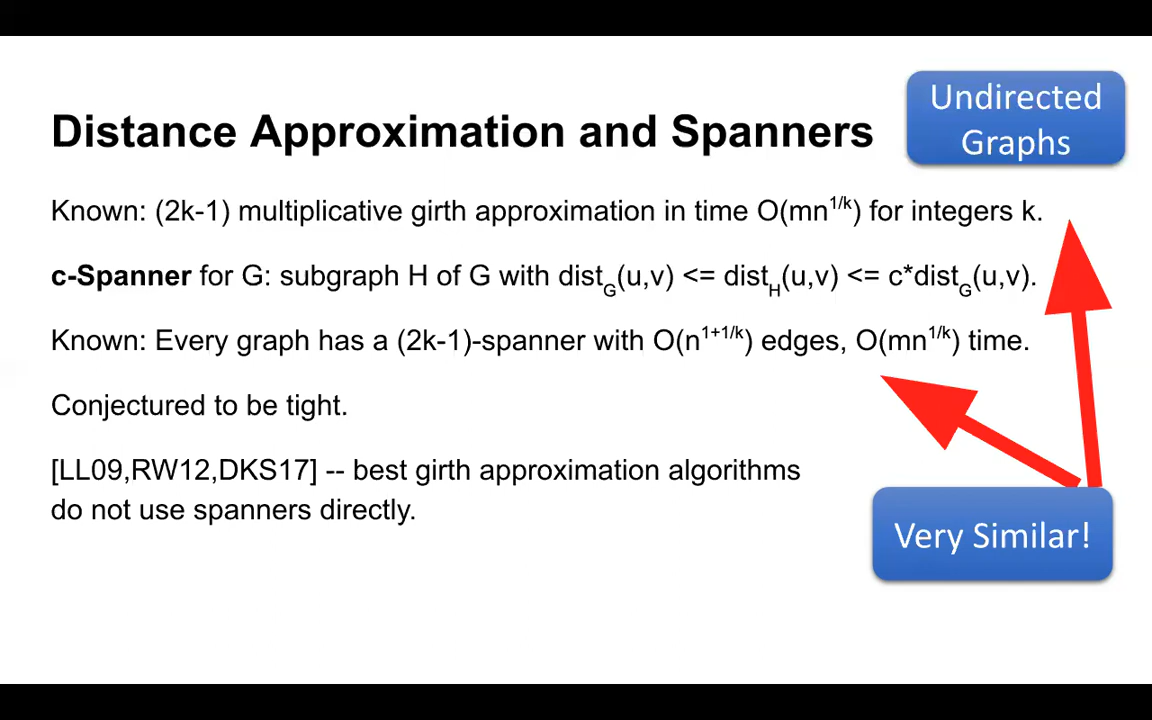 Undirected
Graphs
Distance Approximation and Spanners
Known: (2k-1) multiplicative girth approximation in time O(mn^{1/k}) for integers k.
c-Spanner for G: subgraph H of G with dist_G(u,v) <= dist_H(u,v) <= c*dist_G(u,v).
Known: Every graph has a (2k-1)-spanner with O(n^{1+1/k}) edges, O(mn^{1/k}) time.
Conjectured to be tight.
[LL09,RW12,DKS17] -- best girth approximation algorithms
do not use spanners directly.
Very Similar!